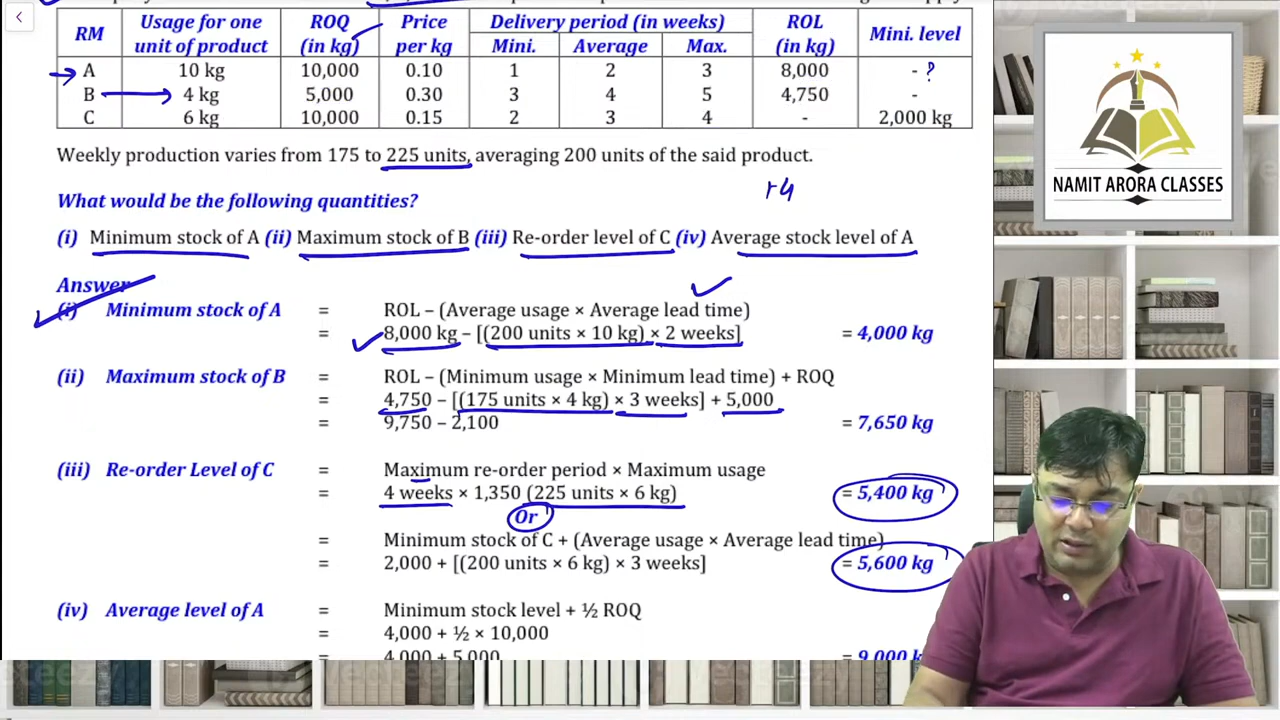 RM Usage for one unit of product ROQ (in kg) Price per kg Delivery period (in weeks) Mini. Average Max. ROL (in kg) Mini. level
A 10 kg 10,000 0.10 1 2 3 8,000 - ?
B 4 kg 5,000 0.30 3 4 5 4,750 -
C 6 kg 10,000 0.15 2 3 4 - 2,000 kg
Weekly production varies from 175 to 225 units, averaging 200 units of the said product.
What would be the following quantities?
(i) Minimum stock of A (ii) Maximum stock of B (iii) Re-order level of C (iv) Average stock level of A
Answer
(i) Minimum stock of A = ROL – (Average usage × Average lead time)
= 8,000 kg – [(200 units × 10 kg) × 2 weeks] = 4,000 kg
(ii) Maximum stock of B = ROL – (Minimum usage × Minimum lead time) + ROQ
= 4,750 – [(175 units × 4 kg) × 3 weeks] + 5,000
= 9,750 – 2,100 = 7,650 kg
(iii) Re-order Level of C = Maximum re-order period × Maximum usage
= 4 weeks × 1,350 (225 units × 6 kg) = 5,400 kg
Or
= Minimum stock of C + (Average usage × Average lead time)
= 2,000 + [(200 units × 6 kg) × 3 weeks] = 5,600 kg
(iv) Average level of A = Minimum stock level + ½ ROQ
= 4,000 + ½ × 10,000
= 4,000 + 5,000 = 9,000 kg
NAMIT ARORA CLASSES